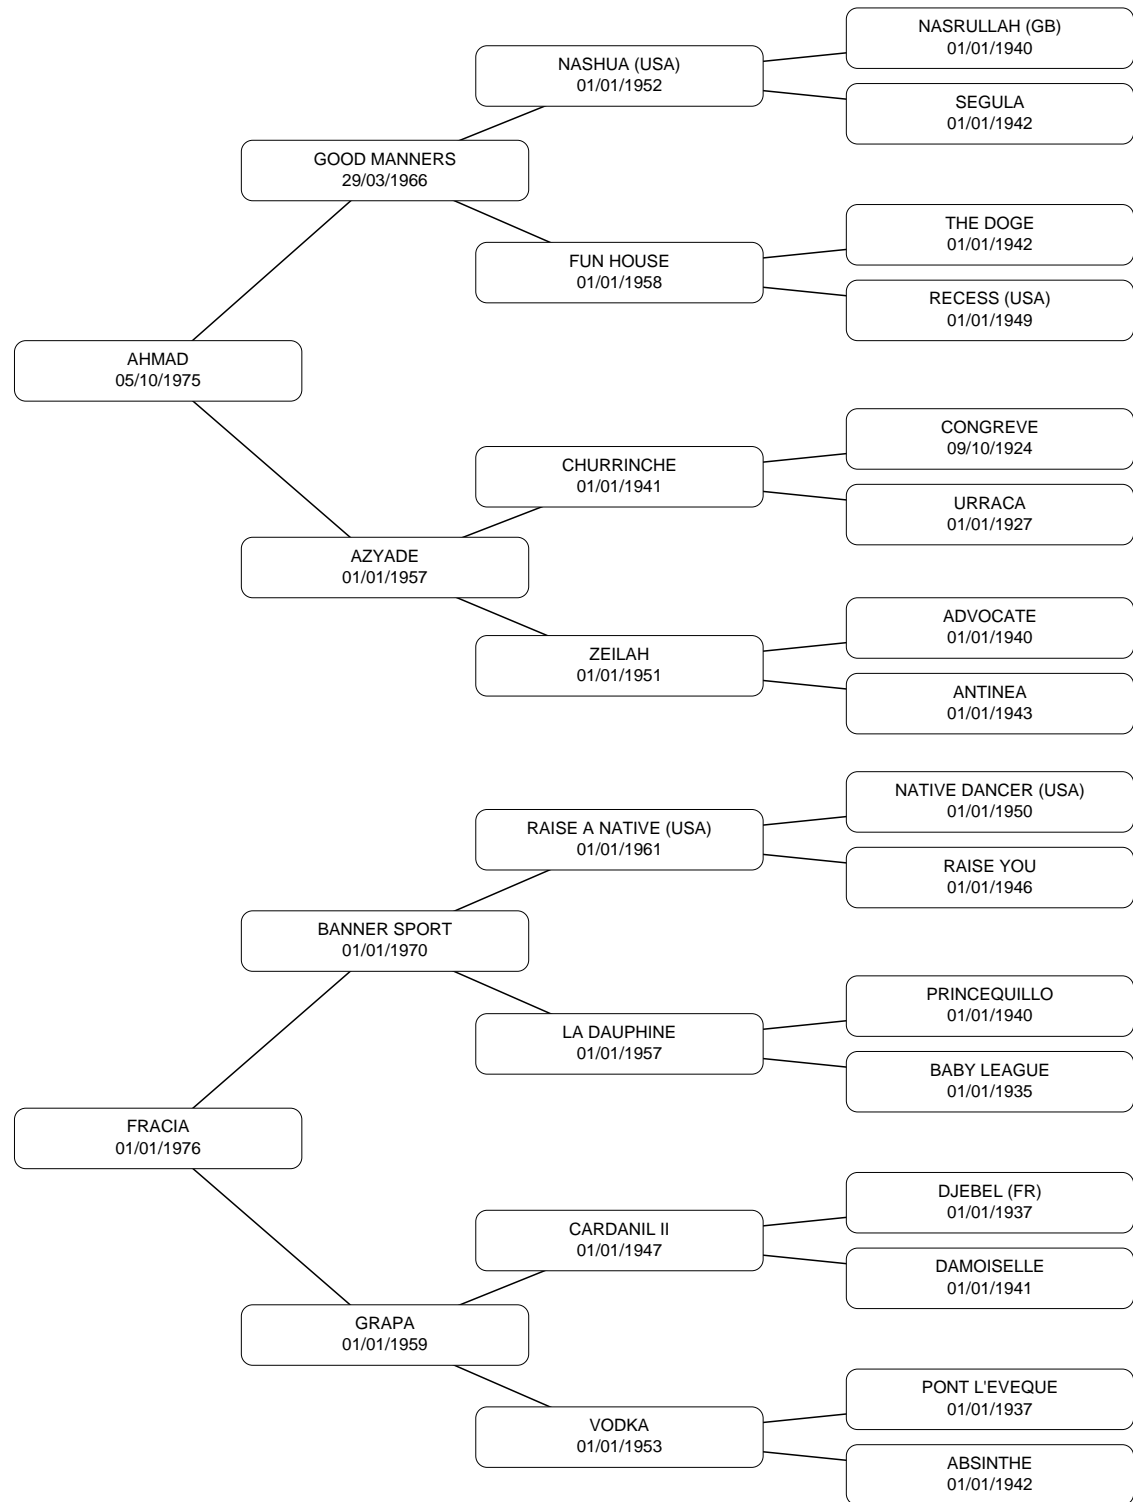 NASRULLAH (GB)
01/01/1940
NASHUA (USA)
01/01/1952
SEGULA
01/01/1942
GOOD MANNERS
29/03/1966
THE DOGE
01/01/1942
FUN HOUSE
01/01/1958
RECESS (USA)
01/01/1949
AHMAD
05/10/1975
CONGREVE
09/10/1924
CHURRINCHE
01/01/1941
URRACA
01/01/1927
AZYADE
01/01/1957
ADVOCATE
01/01/1940
ZEILAH
01/01/1951
ANTINEA
01/01/1943
NATIVE DANCER (USA)
01/01/1950
RAISE A NATIVE (USA)
01/01/1961
RAISE YOU
01/01/1946
BANNER SPORT
01/01/1970
PRINCEQUILLO
01/01/1940
LA DAUPHINE
01/01/1957
BABY LEAGUE
01/01/1935
FRACIA
01/01/1976
DJEBEL (FR)
01/01/1937
CARDANIL II
01/01/1947
DAMOISELLE
01/01/1941
GRAPA
01/01/1959
PONT L'EVEQUE
01/01/1937
VODKA
01/01/1953
ABSINTHE
01/01/1942